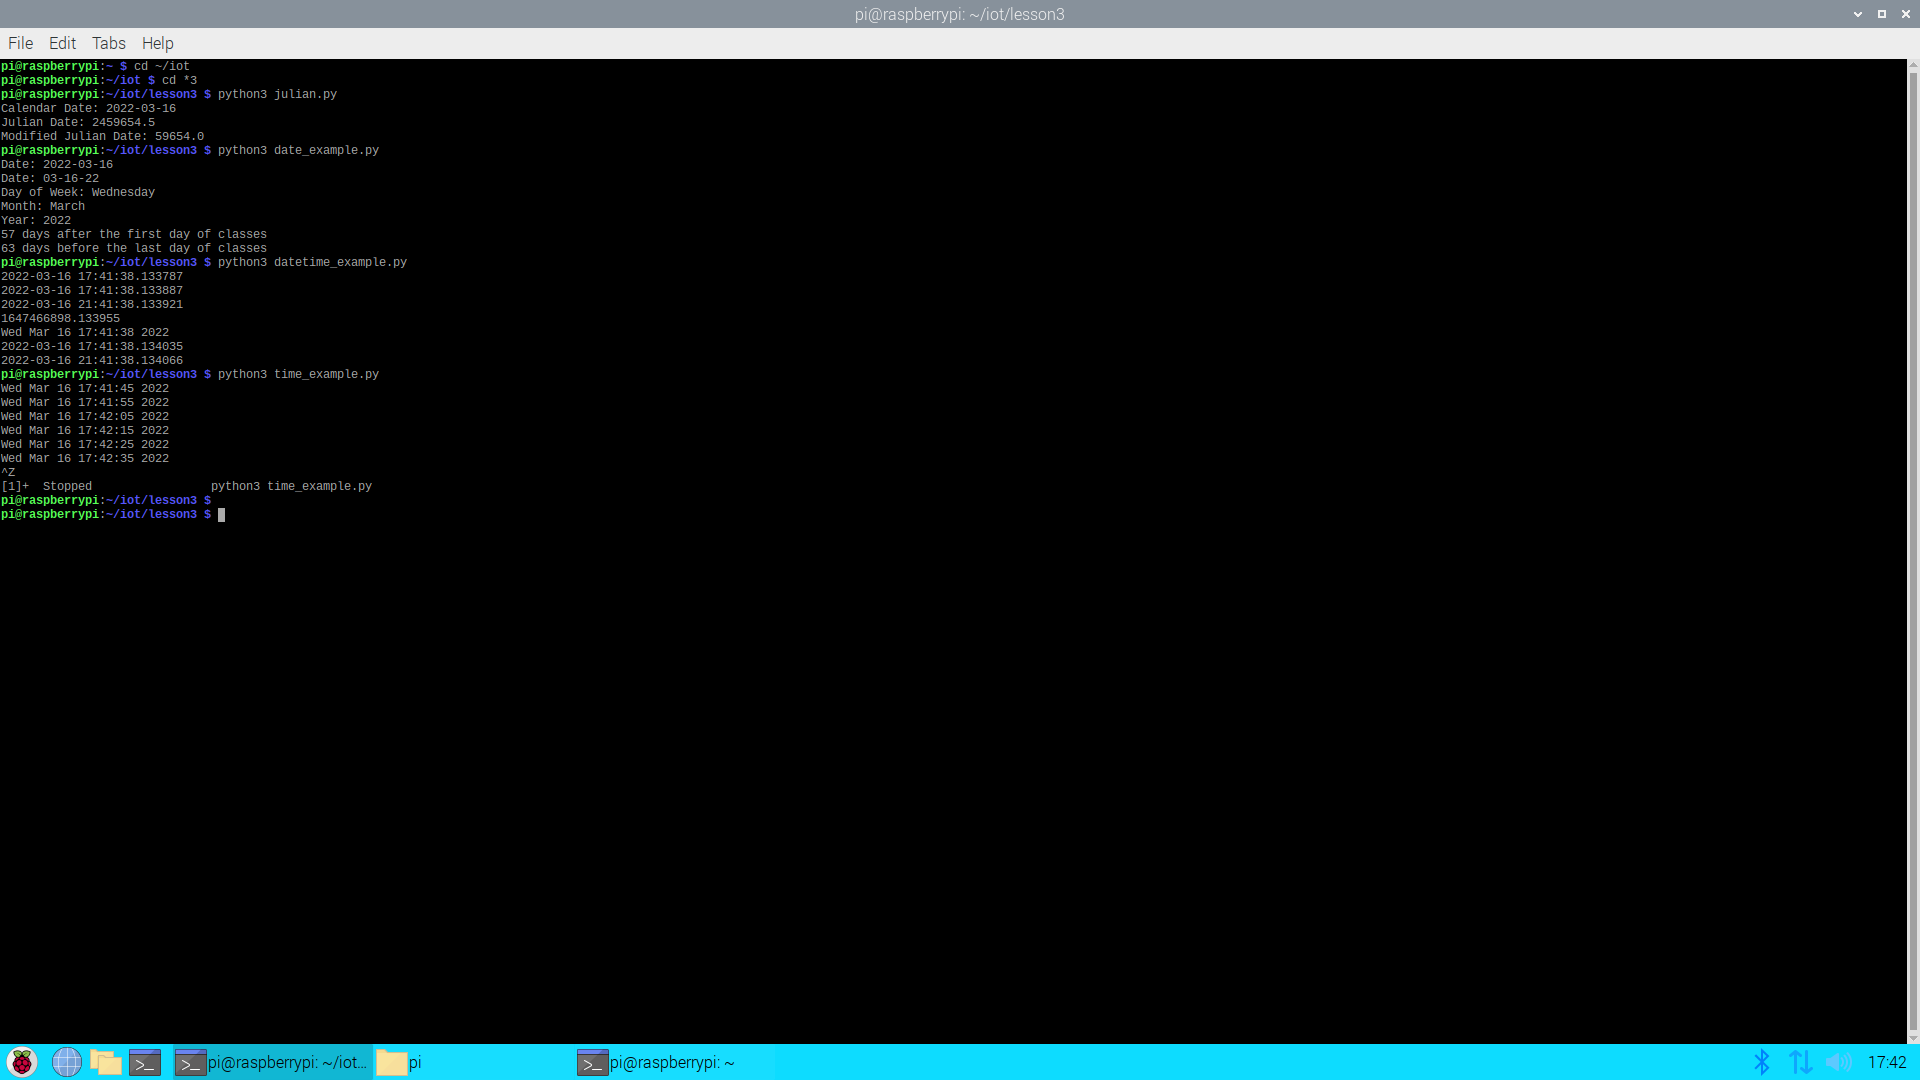 pi@raspberrypi: ~/iot/lesson3
File Edit Tabs Help
pi@raspberrypi:~ $ cd ~/iot
pi@raspberrypi:~/iot $ cd *3
pi@raspberrypi:~/iot/lesson3 $ python3 julian.py
Calendar Date: 2022-03-16
Julian Date: 2459654.5
Modified Julian Date: 59654.0
pi@raspberrypi:~/iot/lesson3 $ python3 date_example.py
Date: 2022-03-16
Date: 03-16-22
Day of Week: Wednesday
Month: March
Year: 2022
57 days after the first day of classes
63 days before the last day of classes
pi@raspberrypi:~/iot/lesson3 $ python3 datetime_example.py
2022-03-16 17:41:38.133787
2022-03-16 17:41:38.133887
2022-03-16 21:41:38.133921
1647466898.133955
Wed Mar 16 17:41:38 2022
2022-03-16 17:41:38.134035
2022-03-16 21:41:38.134066
pi@raspberrypi:~/iot/lesson3 $ python3 time_example.py
Wed Mar 16 17:41:45 2022
Wed Mar 16 17:41:55 2022
Wed Mar 16 17:42:05 2022
Wed Mar 16 17:42:15 2022
Wed Mar 16 17:42:25 2022
Wed Mar 16 17:42:35 2022
^Z
[1]+  Stopped                 python3 time_example.py
pi@raspberrypi:~/iot/lesson3 $
pi@raspberrypi:~/iot/lesson3 $
pi@raspberrypi: ~/iot... pi pi@raspberrypi: ~ 17:42